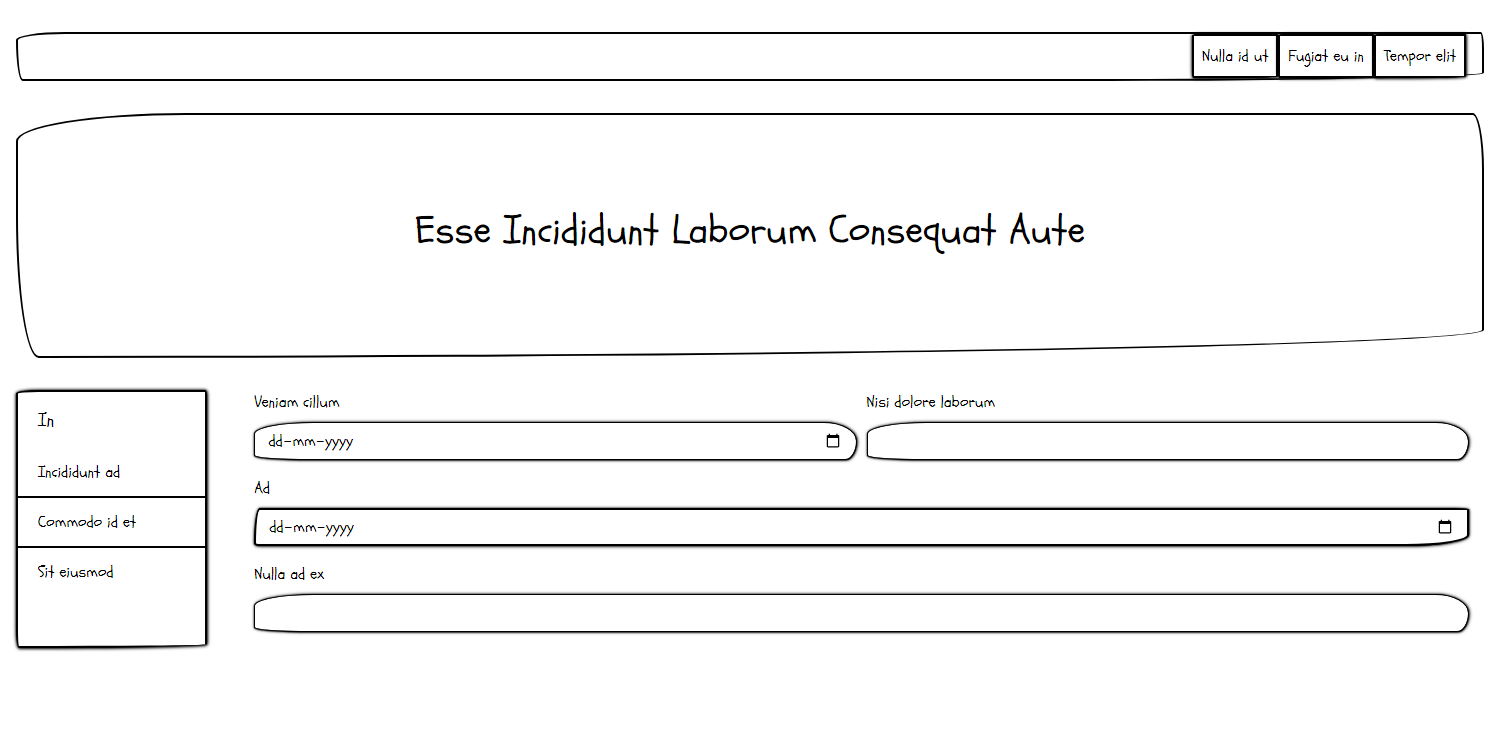 Nulla id ut Fugiat eu in Tempor elit
Esse Incididunt Laborum Consequat Aute
In
Incididunt ad
Commodo id et
Sit eiusmod
Veniam cillum
dd-mm-yyyy
Nisi dolore laborum
Ad
dd-mm-yyyy
Nulla ad ex